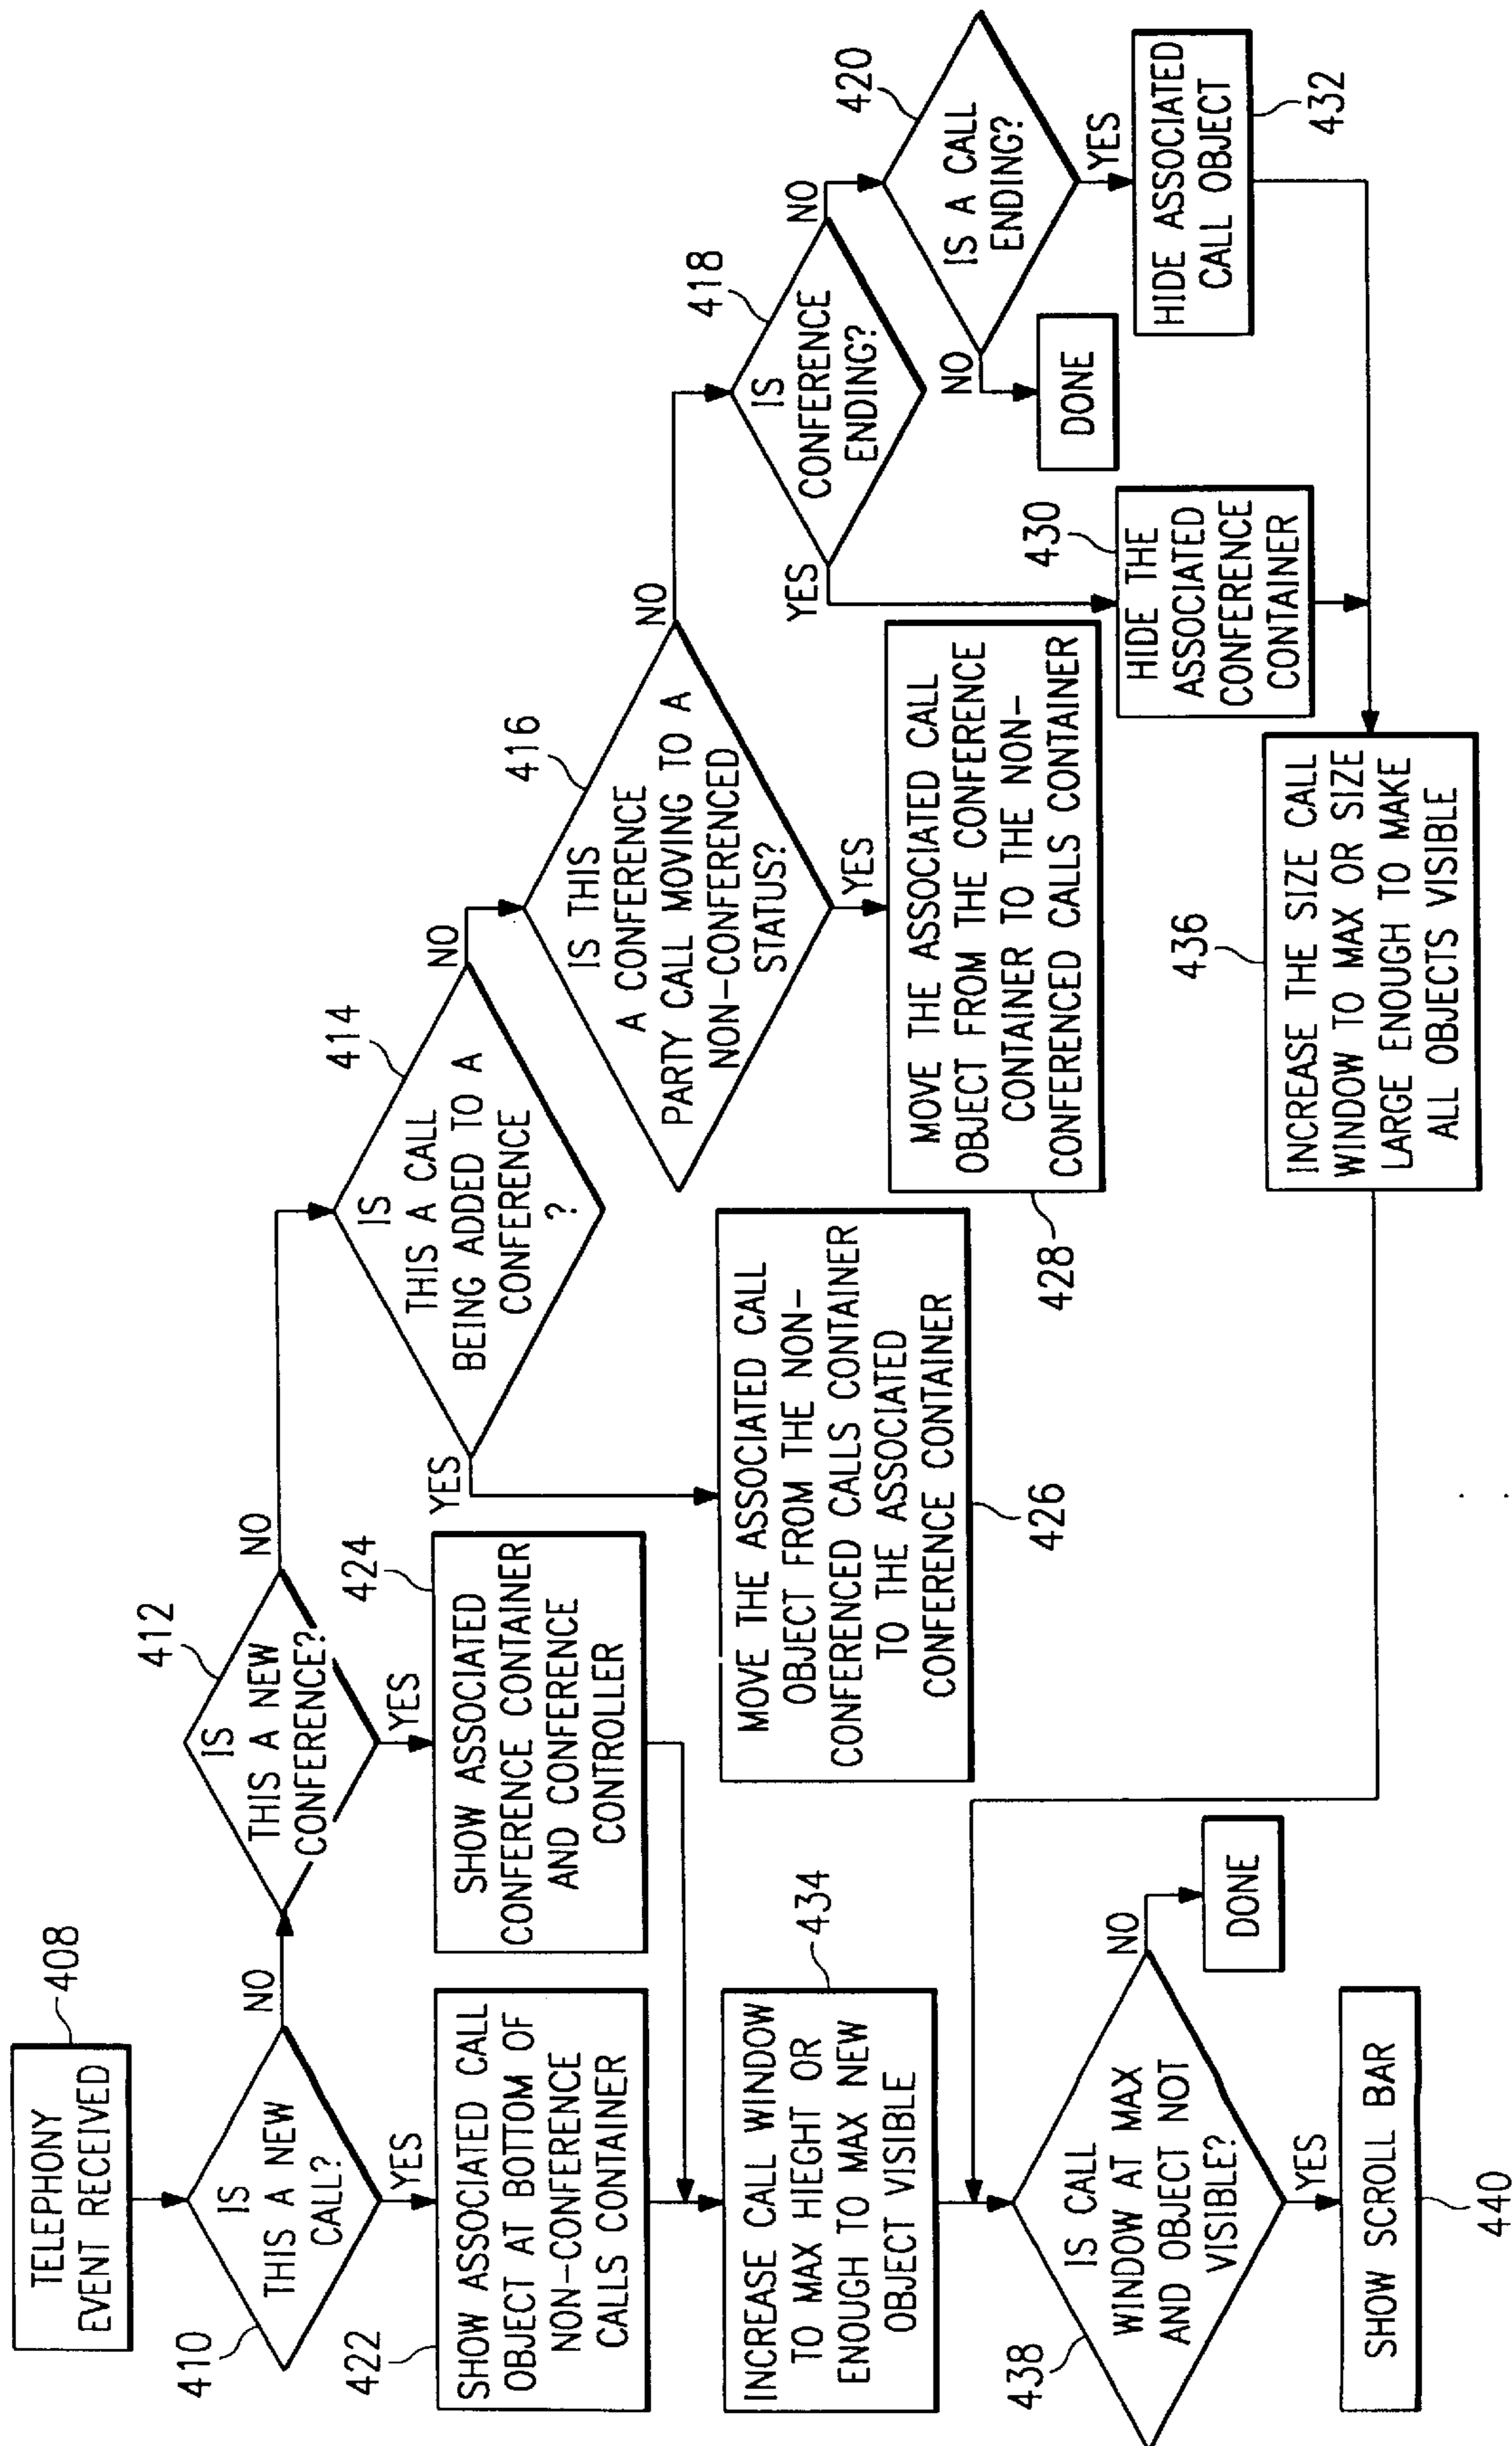 TELEPHONY
EVENT RECEIVED
408
IS
THIS A NEW
CALL?
410
NO
YES
IS
THIS A NEW
CONFERENCE?
412
NO
YES
IS
THIS A CALL
BEING ADDED TO A
CONFERENCE
?
414
NO
YES
IS THIS
A CONFERENCE
PARTY CALL MOVING TO A
NON-CONFERENCED
STATUS?
416
NO
YES
IS
CONFERENCE
ENDING?
418
NO
YES
IS A CALL
ENDING?
420
NO
YES
DONE
SHOW ASSOCIATED CALL
OBJECT AT BOTTOM OF
NON-CONFERENCE
CALLS CONTAINER
422
SHOW ASSOCIATED
CONFERENCE CONTAINER
AND CONFERENCE
CONTROLLER
424
MOVE THE ASSOCIATED CALL
OBJECT FROM THE NON-
CONFERENCED CALLS CONTAINER
TO THE ASSOCIATED
CONFERENCE CONTAINER
426
MOVE THE ASSOCIATED CALL
OBJECT FROM THE CONFERENCE
CONTAINER TO THE NON-
CONFERENCED CALLS CONTAINER
428
HIDE THE
ASSOCIATED
CONFERENCE
CONTAINER
430
HIDE ASSOCIATED
CALL OBJECT
432
INCREASE CALL WINDOW
TO MAX HIEGHT OR
ENOUGH TO MAX NEW
OBJECT VISIBLE
434
INCREASE THE SIZE CALL
WINDOW TO MAX OR SIZE
LARGE ENOUGH TO MAKE
ALL OBJECTS VISIBLE
436
IS CALL
WINDOW AT MAX
AND OBJECT NOT
VISIBLE?
438
NO
YES
DONE
SHOW SCROLL BAR
440